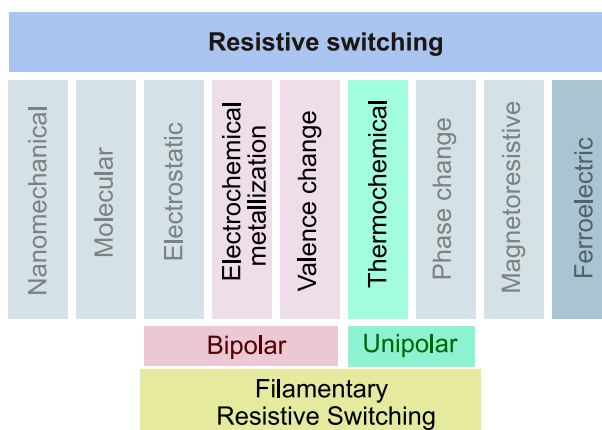 Resistive switching
Nanomechanical
Molecular
Electrostatic
Electrochemical
metallization
Valence change
Thermochemical
Phase change
Magnetoresistive
Ferroelectric
Bipolar
Unipolar
Filamentary
Resistive Switching